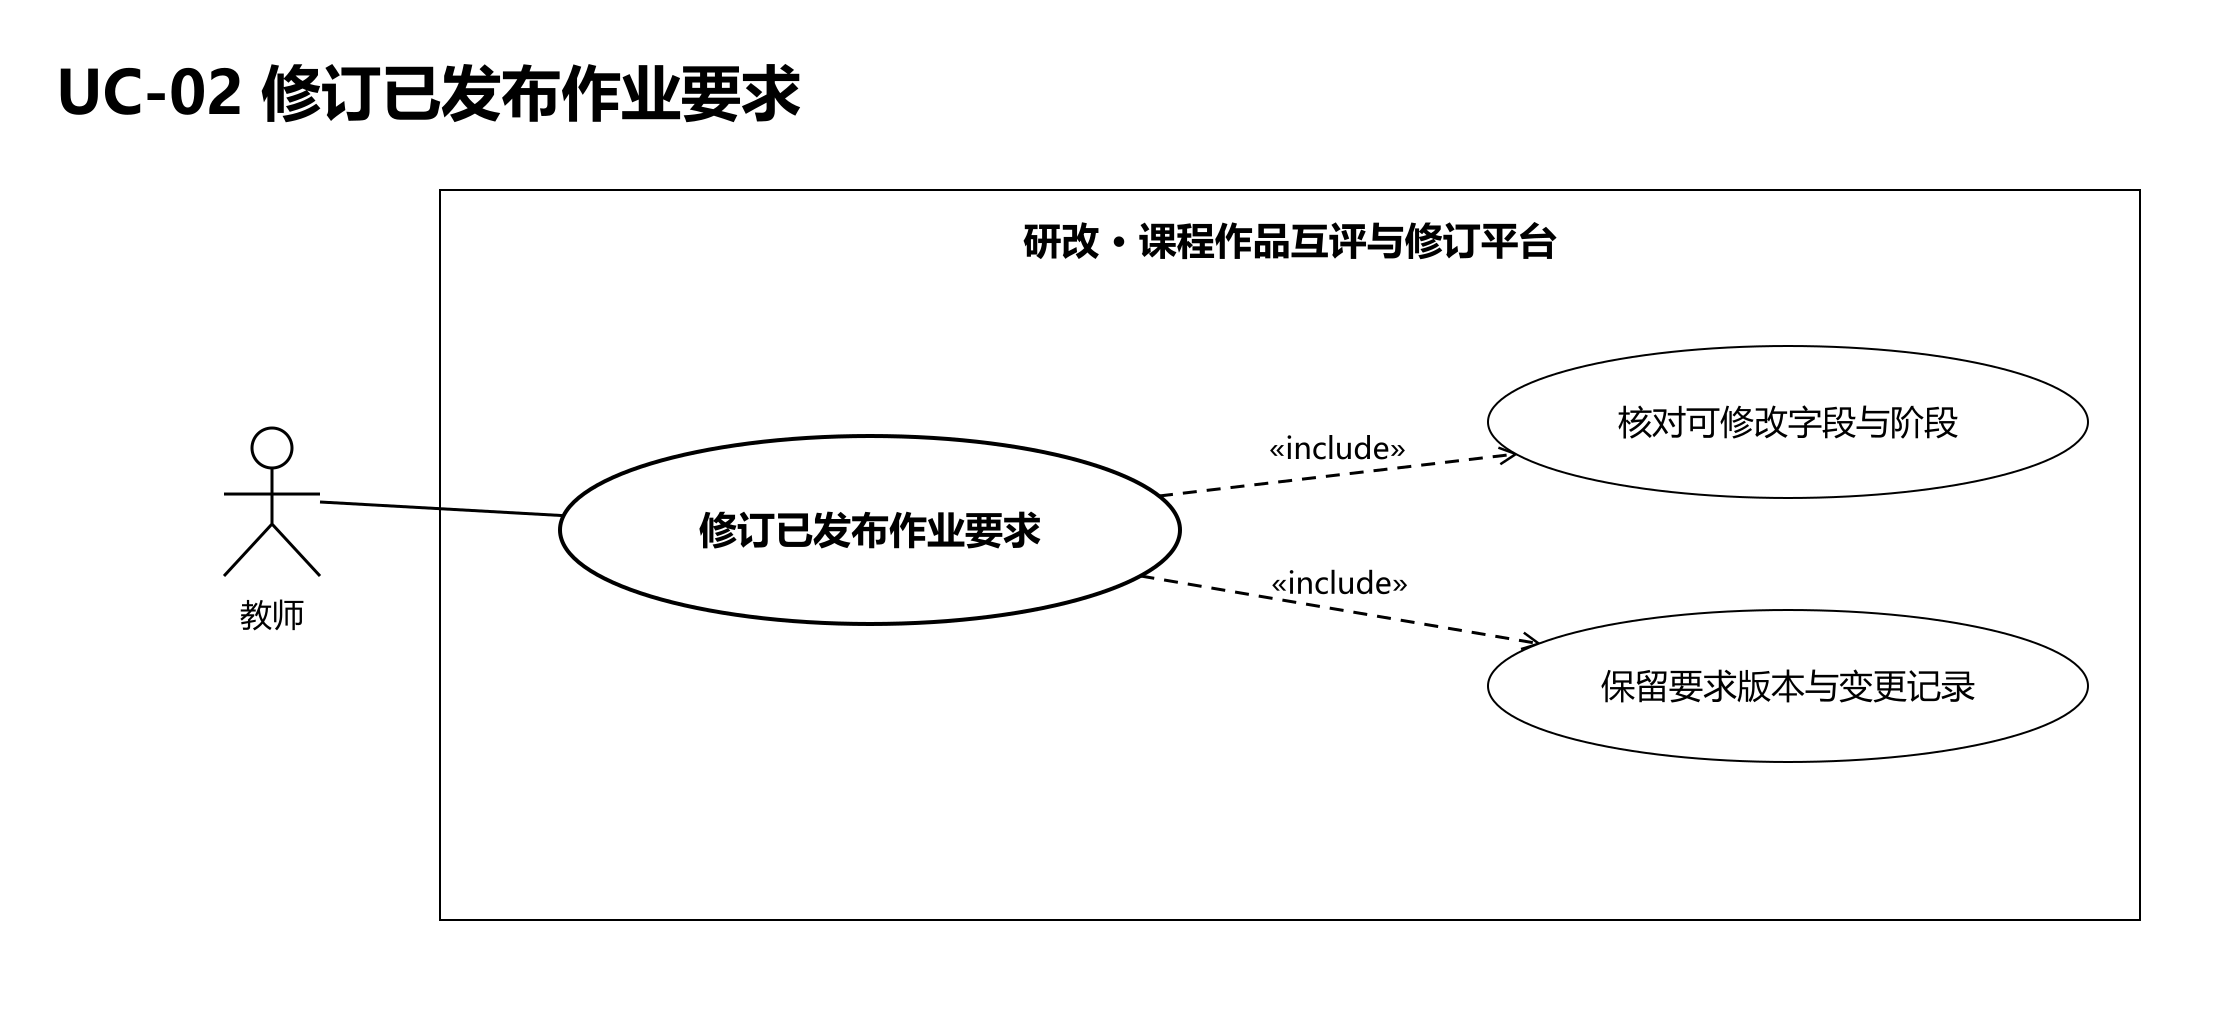 UC-02 修订已发布作业要求
研改·课程作品互评与修订平台
核对可修改字段与阶段
«include»
修订已发布作业要求
«include»
教师
保留要求版本与变更记录